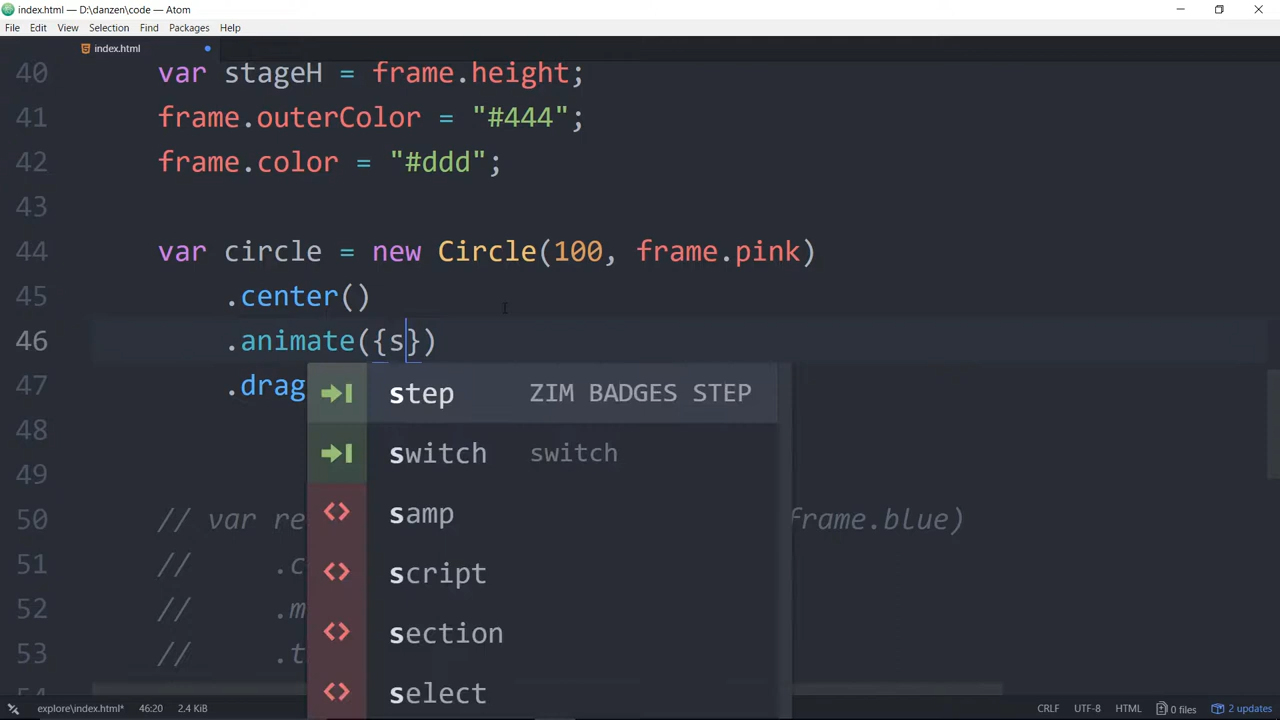 index.html — D:\danzen\code — Atom
File Edit View Selection Find Packages Help
index.html
40 var stageH = frame.height;
41 frame.outerColor = "#444";
42 frame.color = "#ddd";
43
44 var circle = new Circle(100, frame.pink)
45 .center()
46 .animate({s})
47 .drag
step ZIM BADGES STEP
48
switch switch
49
50 // var re frame.blue)
samp
51 // .c
script
52 // .m
section
53 // .t
select
54
explore\index.html* 46:20 2.4 KiB CRLF UTF-8 HTML 0 files 2 updates